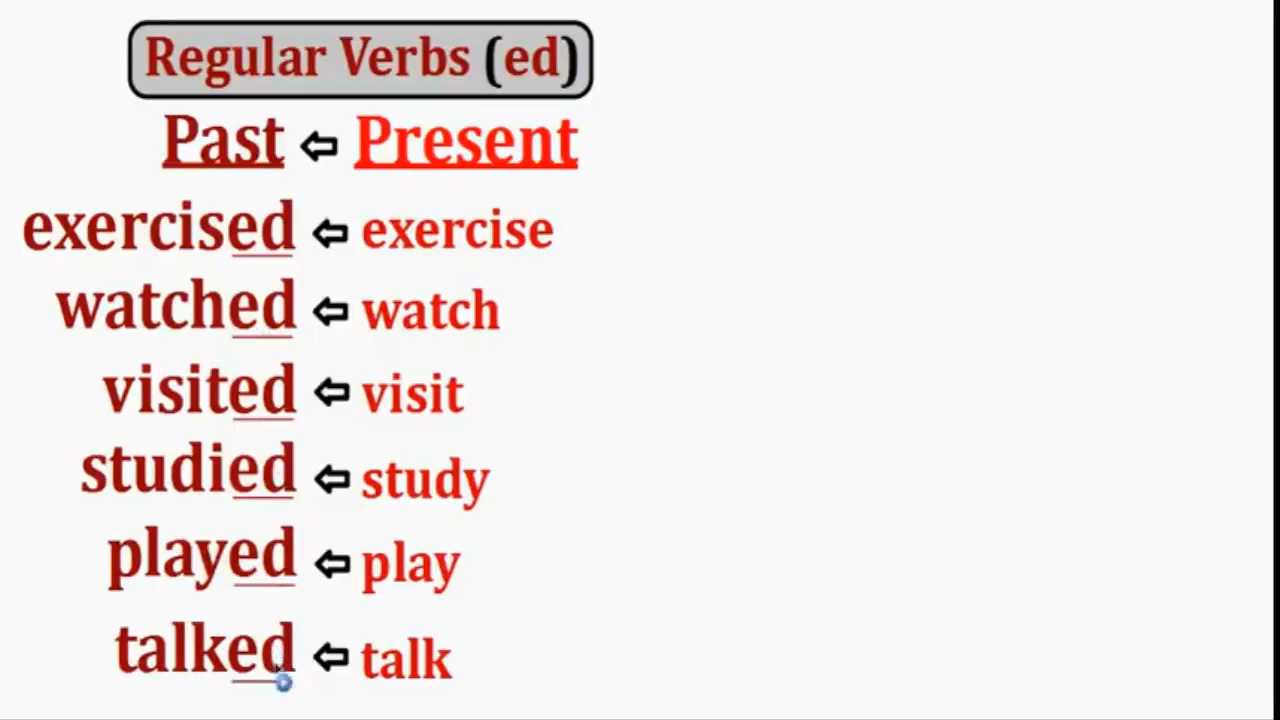 Regular Verbs (ed)
Past ⇦ Present
exercised ⇦ exercise
watched ⇦ watch
visited ⇦ visit
studied ⇦ study
played ⇦ play
talked ⇦ talk